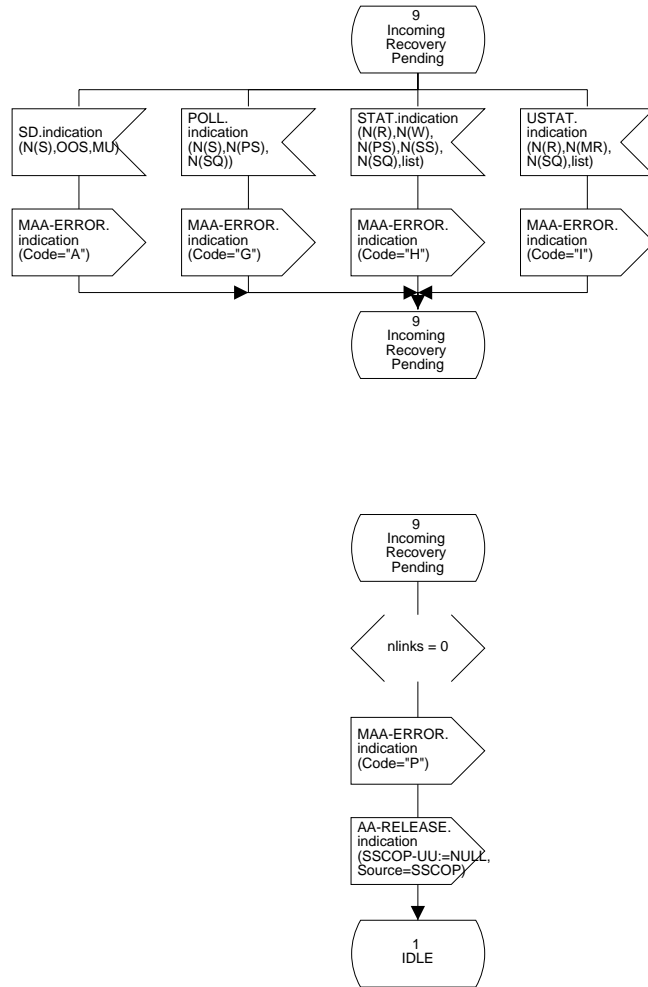 9
Incoming
Recovery
Pending
SD.indication
(N(S),OOS,MU)
POLL.
indication
(N(S),N(PS),
N(SQ))
STAT.indication
(N(R),N(W),
N(PS),N(SS),
N(SQ),list)
USTAT.
indication
(N(R),N(MR),
N(SQ),list)
MAA-ERROR.
indication
(Code="A")
MAA-ERROR.
indication
(Code="G")
MAA-ERROR.
indication
(Code="H")
MAA-ERROR.
indication
(Code="I")
9
Incoming
Recovery
Pending
9
Incoming
Recovery
Pending
nlinks = 0
MAA-ERROR.
indication
(Code="P")
AA-RELEASE.
indication
(SSCOP-UU:=NULL,
Source=SSCOP)
1
IDLE